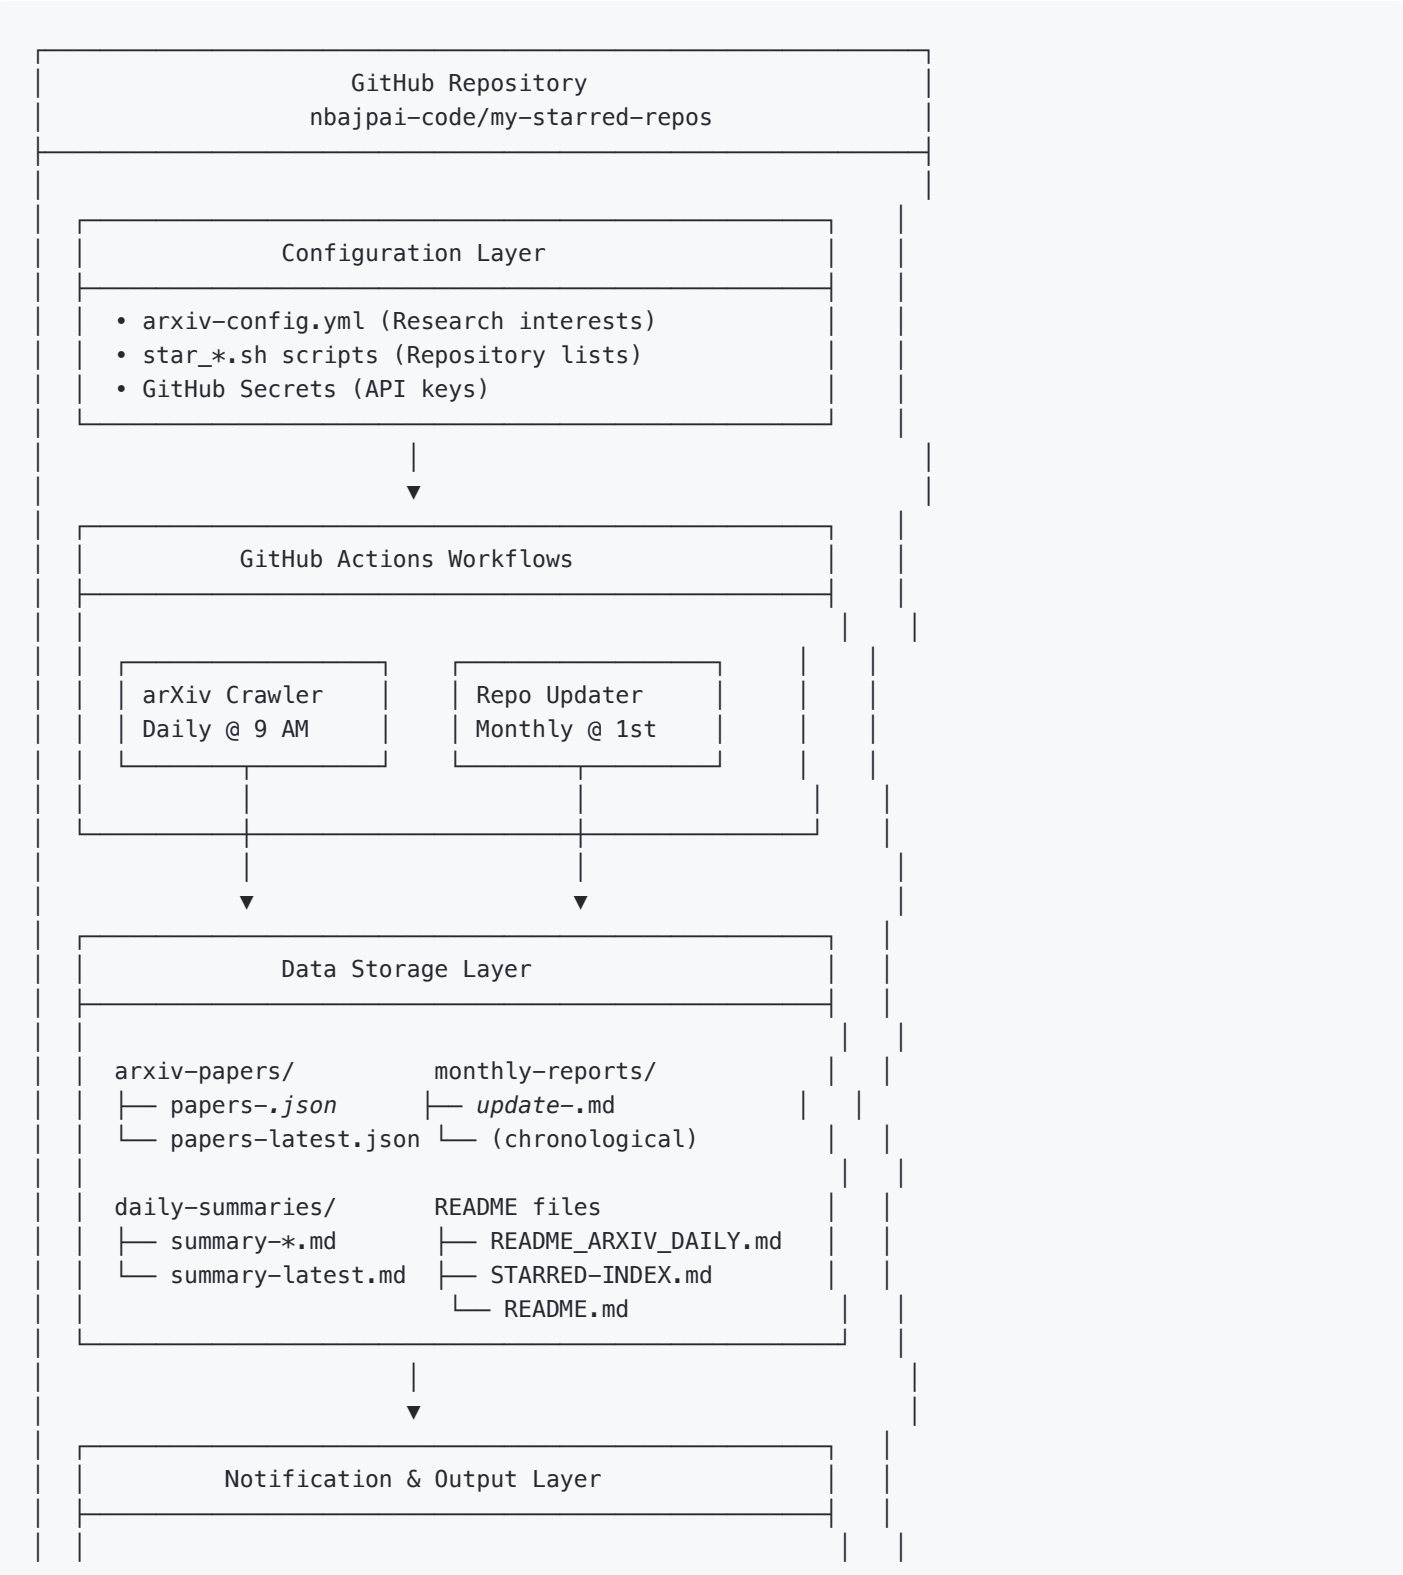 GitHub Repository
nbajpai-code/my-starred-repos
Configuration Layer
• arxiv-config.yml (Research interests)
• star_*.sh scripts (Repository lists)
• GitHub Secrets (API keys)
▼
GitHub Actions Workflows
arXiv Crawler Repo Updater
Daily @ 9 AM Monthly @ 1st
▼ ▼
Data Storage Layer
arxiv-papers/ monthly-reports/
├── papers-.json ├── update-.md
└── papers-latest.json └── (chronological)
daily-summaries/ README files
├── summary-*.md ├── README_ARXIV_DAILY.md
└── summary-latest.md ├── STARRED-INDEX.md
└── README.md
▼
Notification & Output Layer